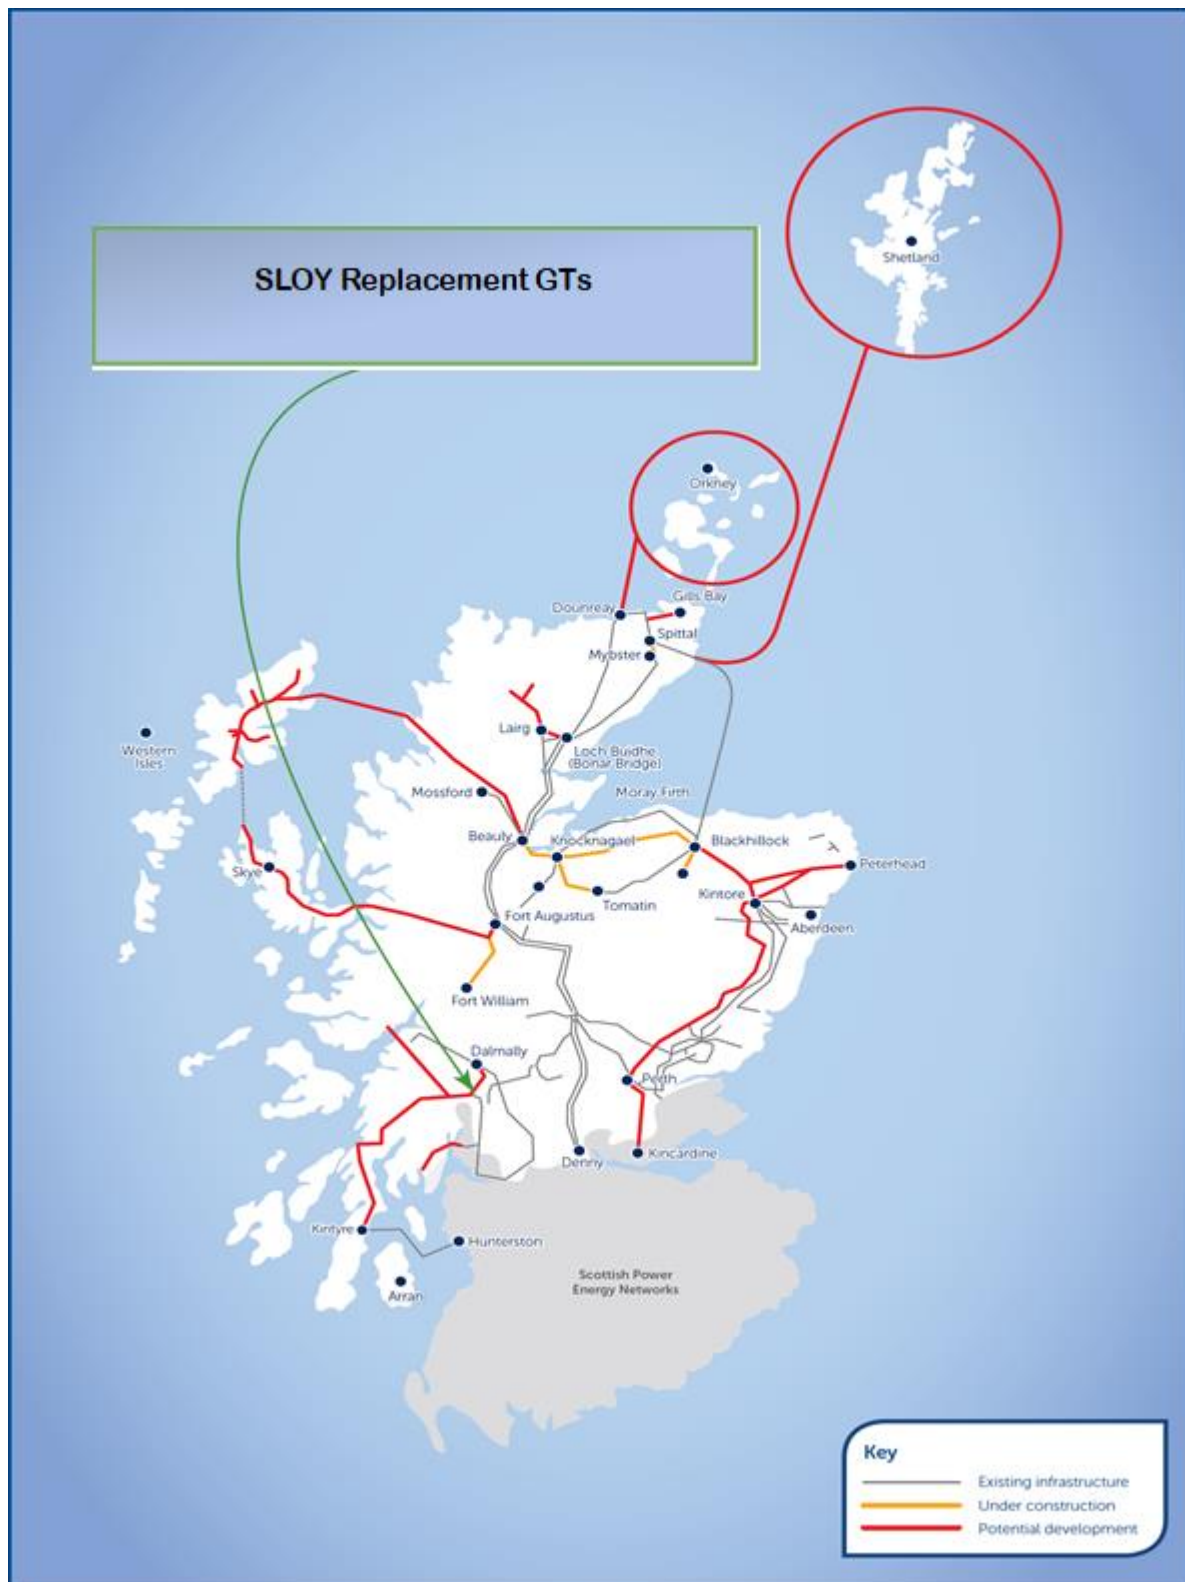 SLOY Replacement GTs
Shetland
Orkney
Gills Bay
Dounreay
Spittal
Mybster
Lairg
Loch Buidhe
(Bonar Bridge)
Western
Isles
Mossford
Moray Firth
Beauly
Knocknagael
Blackhillock
Peterhead
Skye
Kintore
Tomatin
Fort Augustus
Aberdeen
Fort William
Dalmally
Perth
Denny
Kincardine
Kintyre
Hunterston
Arran
Scottish Power
Energy Networks
Key
Existing infrastructure
Under construction
Potential development